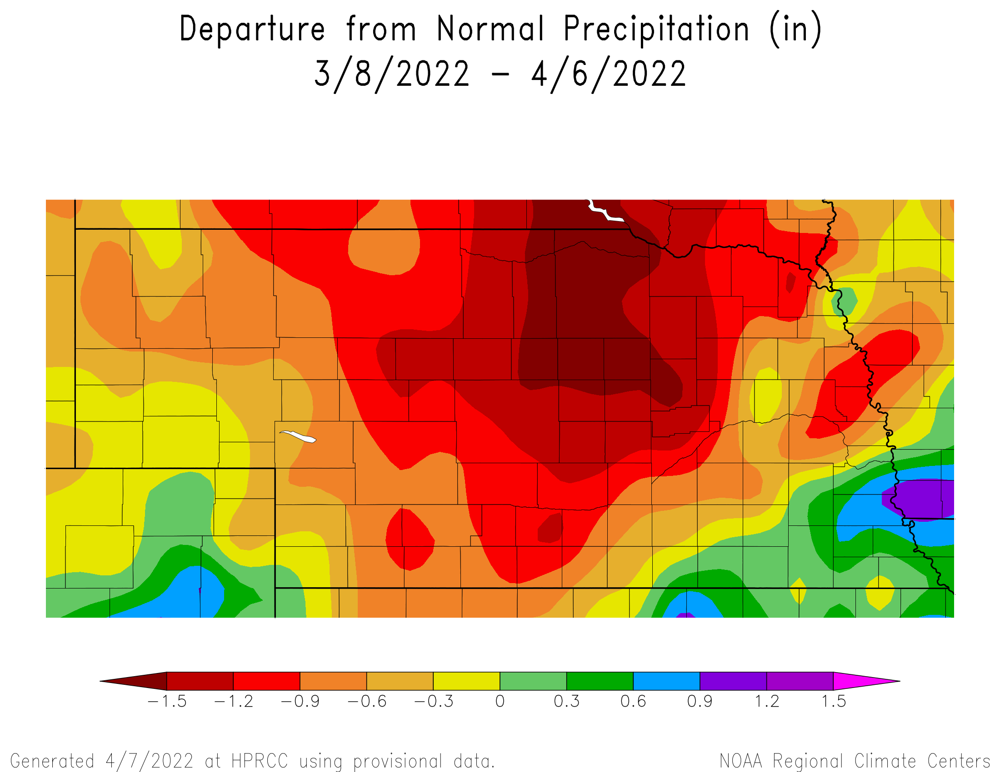 Departure from Normal Precipitation (in)
3/8/2022 – 4/6/2022
−1.5 −1.2 −0.9 −0.6 −0.3 0 0.3 0.6 0.9 1.2 1.5
Generated 4/7/2022 at HPRCC using provisional data. NOAA Regional Climate Centers